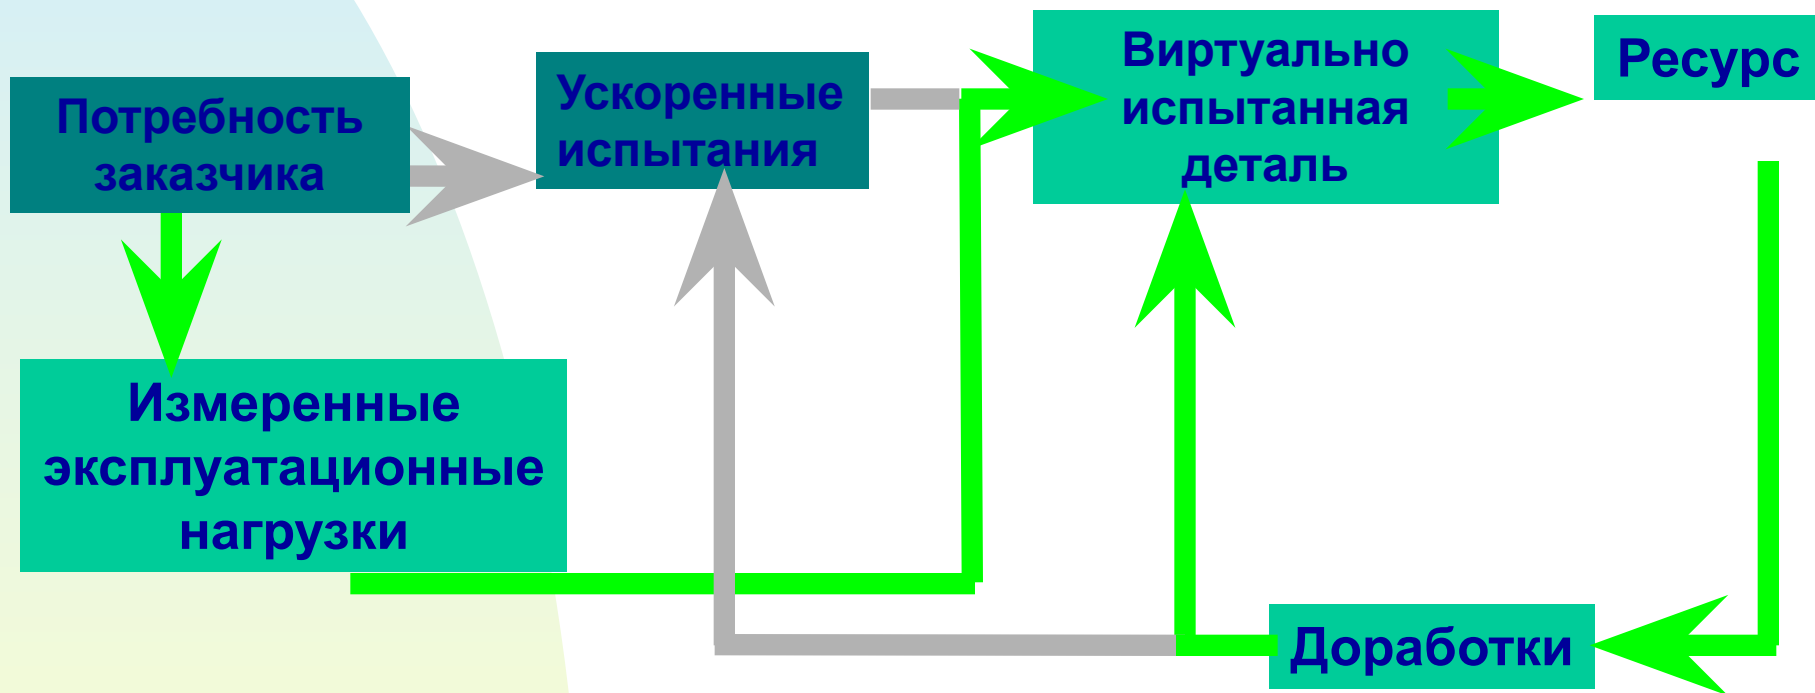 Потребность
заказчика
Ускоренные
испытания
Виртуально
испытанная
деталь
Ресурс
Измеренные
эксплуатационные
нагрузки
Доработки